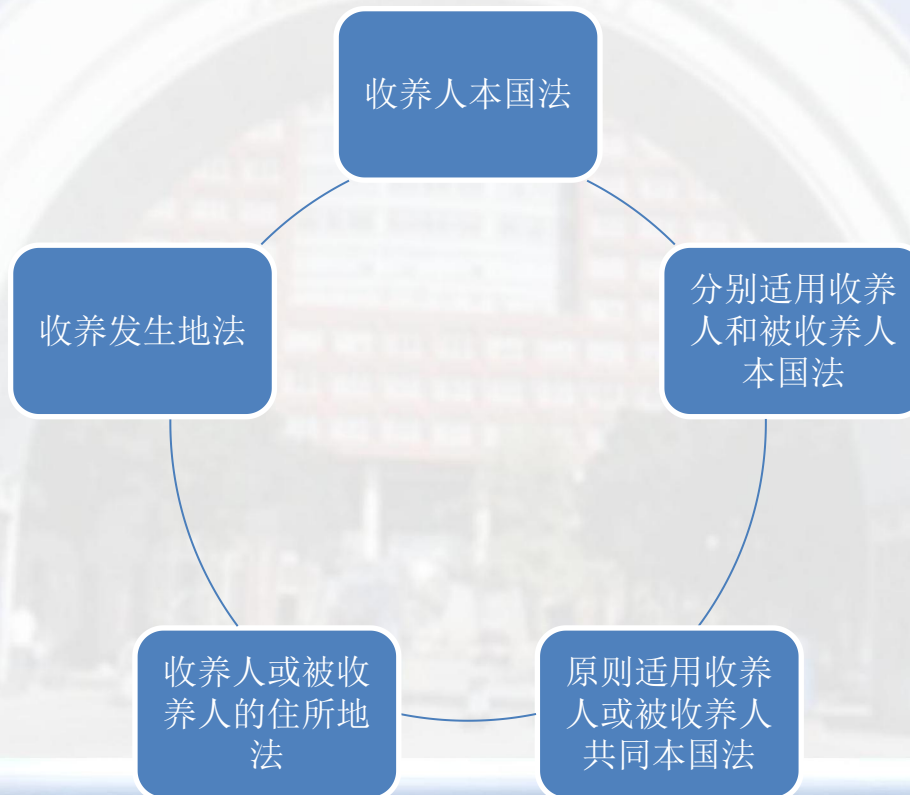 收养人本国法
分别适用收养
人和被收养人
本国法
原则适用收养
人或被收养人
共同本国法
收养人或被收
养人的住所地
法
收养发生地法